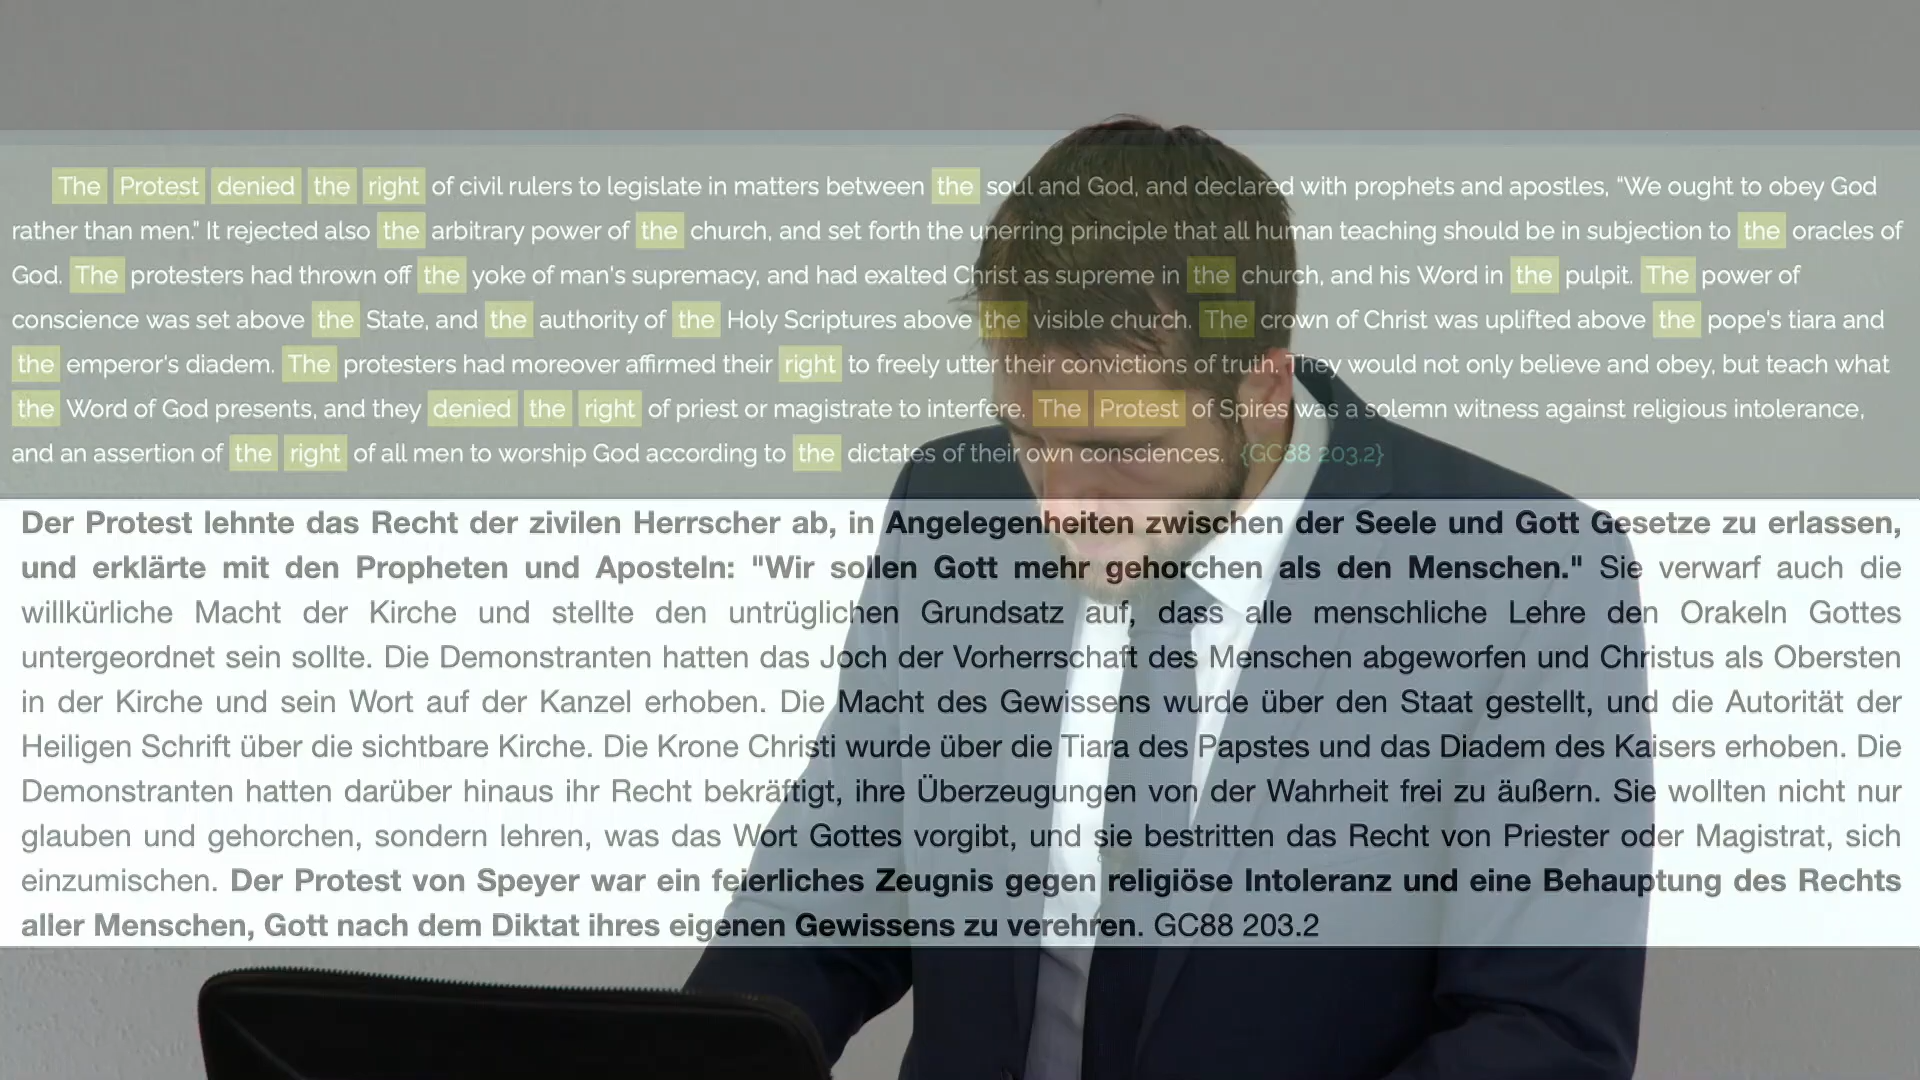 The Protest denied the right of civil rulers to legislate in matters between the soul and God, and declared with prophets and apostles, “We ought to obey God
rather than men.” It rejected also the arbitrary power of the church, and set forth the unerring principle that all human teaching should be in subjection to the oracles of
God. The protesters had thrown off the yoke of man's supremacy, and had exalted Christ as supreme in the church, and his Word in the pulpit. The power of
conscience was set above the State, and the authority of the Holy Scriptures above the visible church. The crown of Christ was uplifted above the pope's tiara and
the emperor's diadem. The protesters had moreover affirmed their right to freely utter their convictions of truth. They would not only believe and obey, but teach what
the Word of God presents, and they denied the right of priest or magistrate to interfere. The Protest of Spires was a solemn witness against religious intolerance,
and an assertion of the right of all men to worship God according to the dictates of their own consciences. {GC88 203.2}
Der Protest lehnte das Recht der zivilen Herrscher ab, in Angelegenheiten zwischen der Seele und Gott Gesetze zu erlassen,
und erklärte mit den Propheten und Aposteln: "Wir sollen Gott mehr gehorchen als den Menschen." Sie verwarf auch die
willkürliche Macht der Kirche und stellte den untrüglichen Grundsatz auf, dass alle menschliche Lehre den Orakeln Gottes
untergeordnet sein sollte. Die Demonstranten hatten das Joch der Vorherrschaft des Menschen abgeworfen und Christus als Obersten
in der Kirche und sein Wort auf der Kanzel erhoben. Die Macht des Gewissens wurde über den Staat gestellt, und die Autorität der
Heiligen Schrift über die sichtbare Kirche. Die Krone Christi wurde über die Tiara des Papstes und das Diadem des Kaisers erhoben. Die
Demonstranten hatten darüber hinaus ihr Recht bekräftigt, ihre Überzeugungen von der Wahrheit frei zu äußern. Sie wollten nicht nur
glauben und gehorchen, sondern lehren, was das Wort Gottes vorgibt, und sie bestritten das Recht von Priester oder Magistrat, sich
einzumischen. Der Protest von Speyer war ein feierliches Zeugnis gegen religiöse Intoleranz und eine Behauptung des Rechts
aller Menschen, Gott nach dem Diktat ihres eigenen Gewissens zu verehren. GC88 203.2